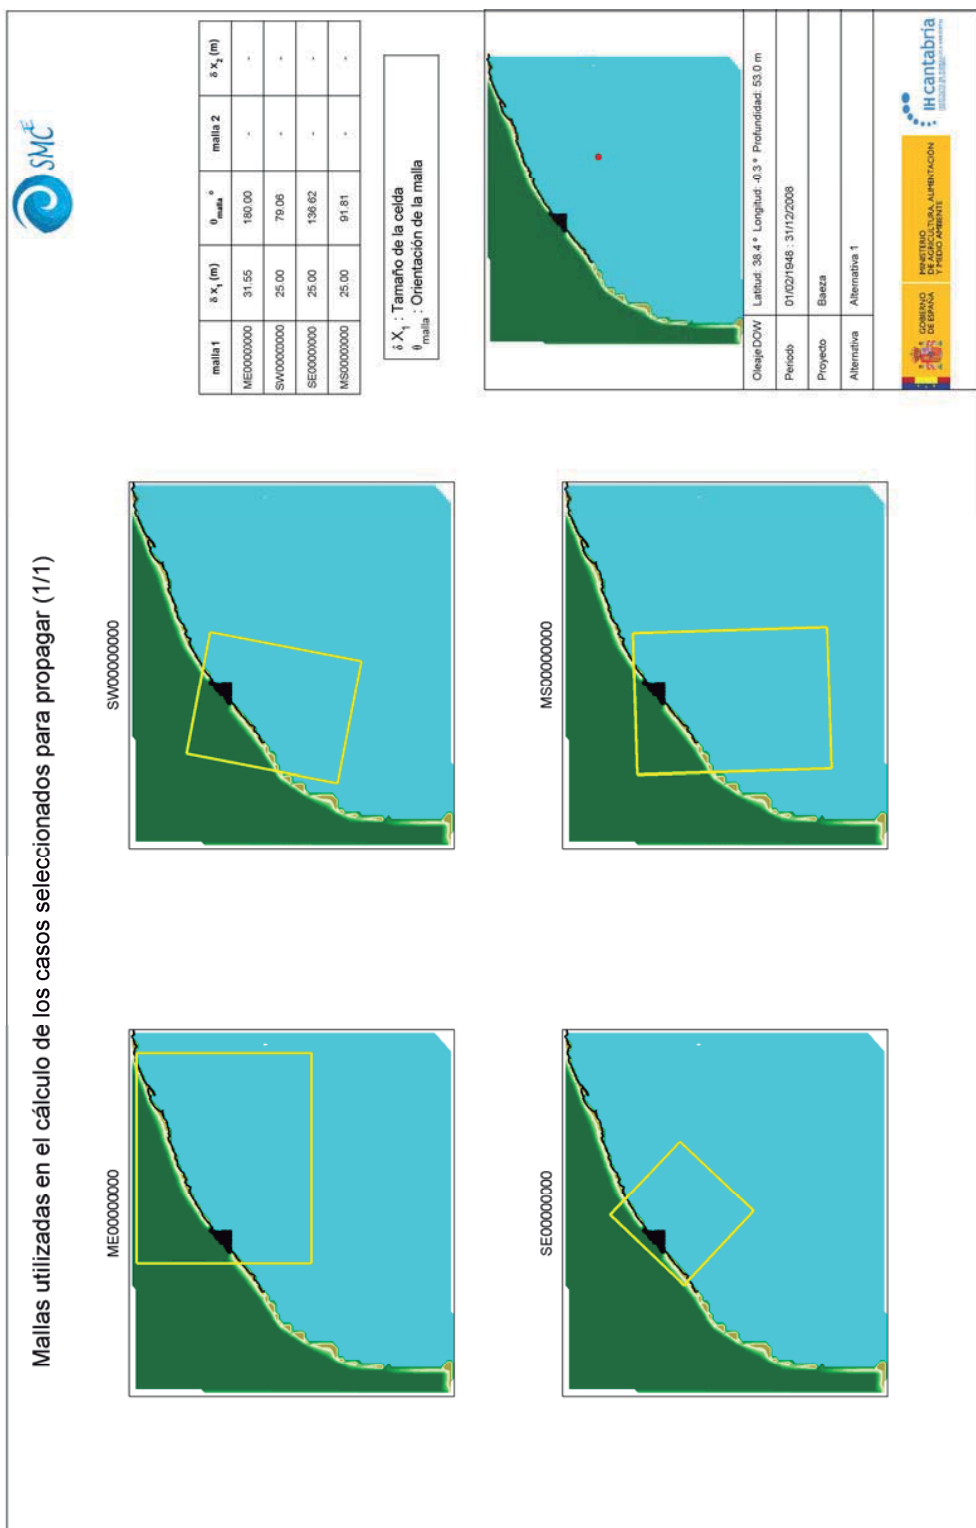 Mallas utilizadas en el cálculo de los casos seleccionados para propagar (1/1)
SMCE
ME00000000
SW00000000
SE00000000
MS00000000
malla 1 δ X1 (m) θmalla º malla 2 δ X2 (m)
ME00000000 31.55 180.00 - -
SW00000000 25.00 79.06 - -
SE00000000 25.00 136.62 - -
MS00000000 25.00 91.81 - -
δ X1 : Tamaño de la celda
θmalla : Orientación de la malla
OleajeDOW Latitud: 38.4 º Longitud: -0.3 º Profundidad: 53.0 m
Periodo 01/02/1948 : 31/12/2008
Proyecto Baeza
Alternativa Alternativa 1
GOBIERNO
DE ESPAÑA
MINISTERIO
DE AGRICULTURA, ALIMENTACIÓN
Y MEDIO AMBIENTE
IH cantabria